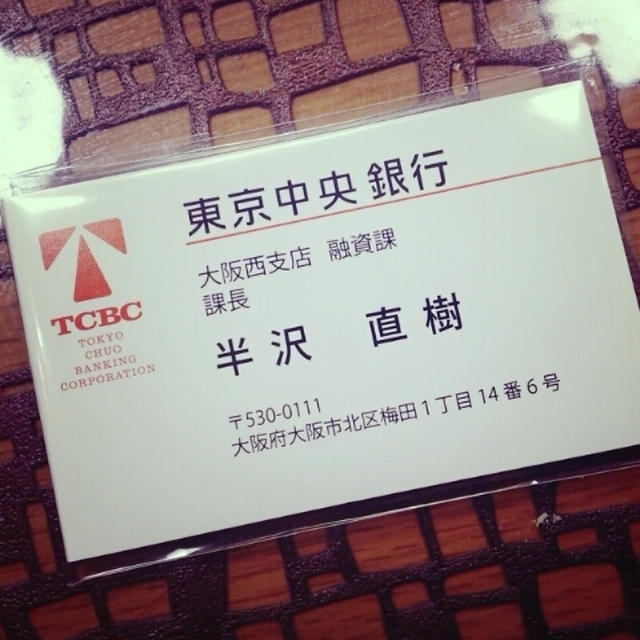 東京中央銀行
大阪西支店 融資課
課長
半沢 直樹
〒530-0111
大阪府大阪市北区梅田1丁目14番6号
TCBC
TOKYO
CHUO
BANKING
CORPORATION